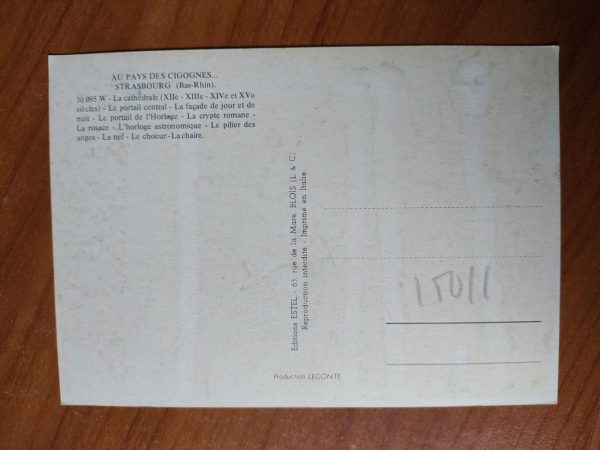 AU PAYS DES CIGOGNES...
STRASBOURG (Bas-Rhin).
30.095 W - La cathédrale (XIIe - XIIIe - XIVe et XVe
siècles) - Le portail central - La façade de jour et de
nuit - Le portail de l'Horloge - La crypte romane -
La rosace - L'horloge astronomique - Le pilier des
anges - La nef - Le choeur - La chaire.
Editions ESTEL - 63, rue de la Mare, BLOIS (L. & C.)
Reproduction interdite - Imprimé en Italie.
15011
Production LECONTE